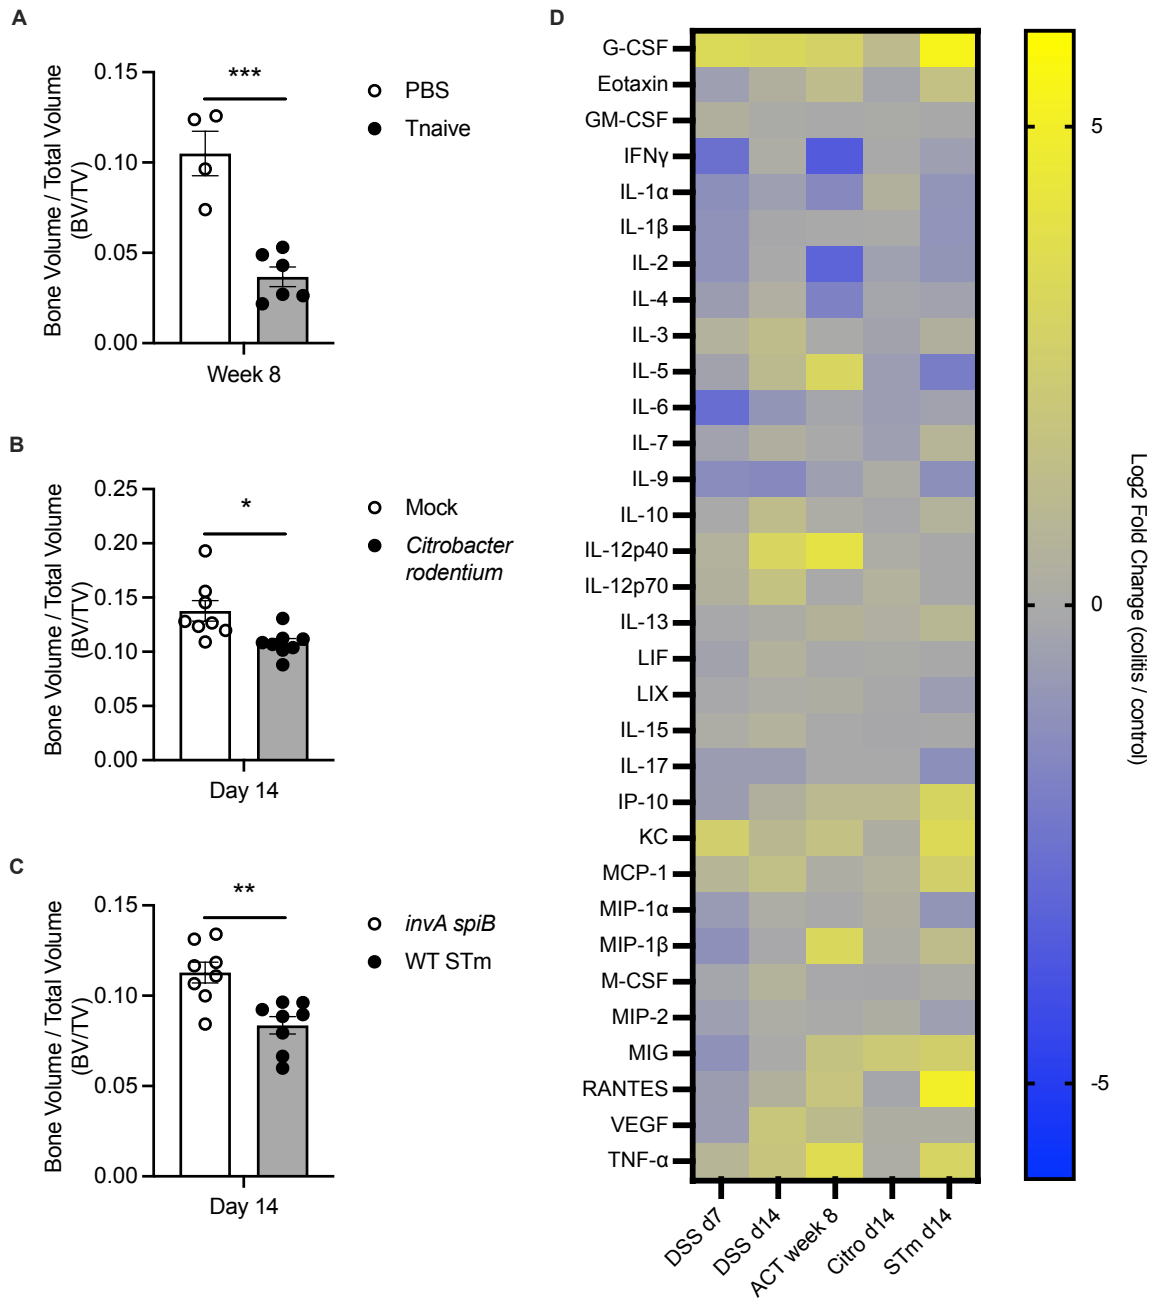 A
Bone Volume / Total Volume
(BV/TV)
0.15
0.10
0.05
0.00
***
PBS
Tnaive
Week 8
B
Bone Volume / Total Volume
(BV/TV)
0.25
0.20
0.15
0.10
0.05
0.00
*
Mock
Citrobacter
rodentium
Day 14
C
Bone Volume / Total Volume
(BV/TV)
0.15
0.10
0.05
0.00
**
invA spiB
WT STm
Day 14
D
G-CSF
Eotaxin
GM-CSF
IFNγ
IL-1α
IL-1β
IL-2
IL-4
IL-3
IL-5
IL-6
IL-7
IL-9
IL-10
IL-12p40
IL-12p70
IL-13
LIF
LIX
IL-15
IL-17
IP-10
KC
MCP-1
MIP-1α
MIP-1β
M-CSF
MIP-2
MIG
RANTES
VEGF
TNF-α
DSS d7
DSS d14
ACT week 8
Citro d14
STm d14
5
0
-5
Log2 Fold Change (colitis / control)